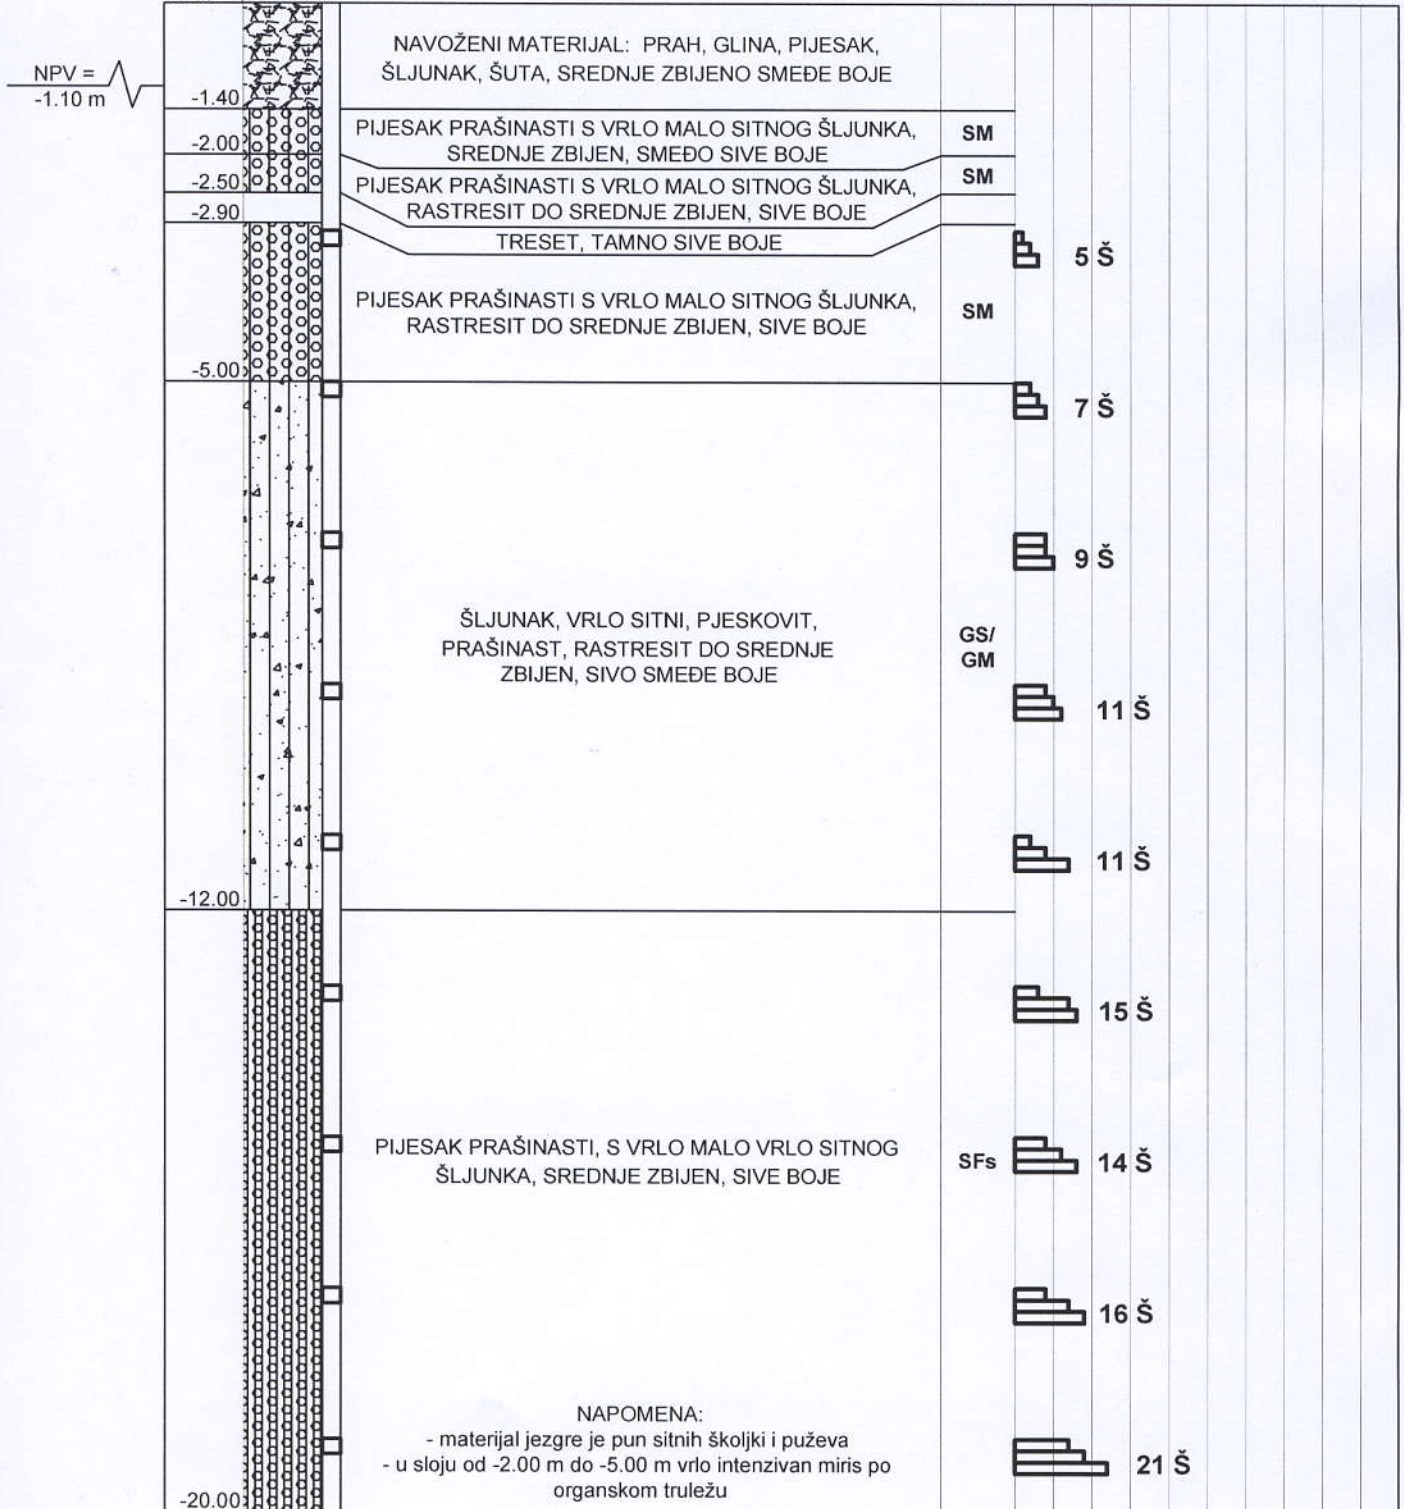 NAVOŽENI MATERIJAL: PRAH, GLINA, PIJESAK,
ŠLJUNAK, ŠUTA, SREDNJE ZBIJENO SMEĐE BOJE
NPV =
-1.10 m
-1.40
PIJESAK PRAŠINASTI S VRLO MALO SITNOG ŠLJUNKA,
SREDNJE ZBIJEN, SMEĐO SIVE BOJE
SM
-2.00
PIJESAK PRAŠINASTI S VRLO MALO SITNOG ŠLJUNKA,
RASTRESIT DO SREDNJE ZBIJEN, SIVE BOJE
SM
-2.50
TRESET, TAMNO SIVE BOJE
-2.90
5 Š
PIJESAK PRAŠINASTI S VRLO MALO SITNOG ŠLJUNKA,
RASTRESIT DO SREDNJE ZBIJEN, SIVE BOJE
SM
-5.00
7 Š
9 Š
ŠLJUNAK, VRLO SITNI, PJESKOVIT,
PRAŠINAST, RASTRESIT DO SREDNJE
ZBIJEN, SIVO SMEĐE BOJE
GS/
GM
11 Š
11 Š
-12.00
15 Š
PIJESAK PRAŠINASTI, S VRLO MALO VRLO SITNOG
ŠLJUNKA, SREDNJE ZBIJEN, SIVE BOJE
SFs
14 Š
16 Š
NAPOMENA:
- materijal jezgre je pun sitnih školjki i puževa
- u sloju od -2.00 m do -5.00 m vrlo intenzivan miris po
organskom truležu
21 Š
-20.00